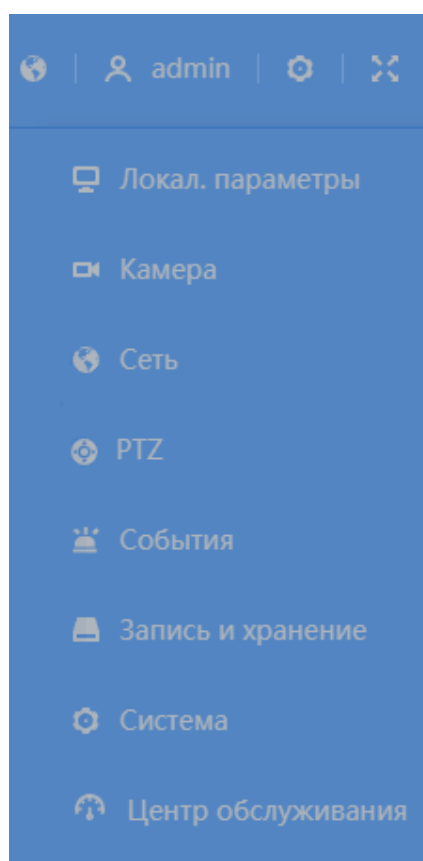 admin
Локал. параметры
Камера
Сеть
PTZ
События
Запись и хранение
Система
Центр обслуживания